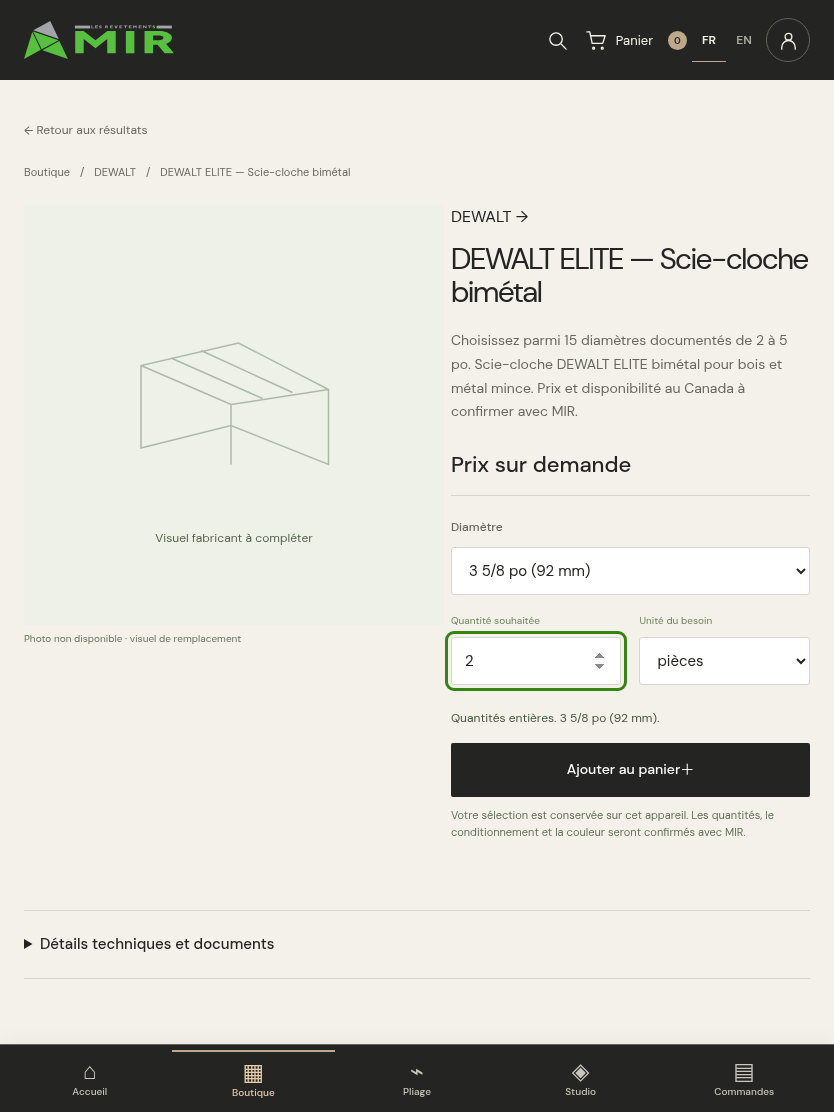 LES REVÊTEMENTS
MIR
Panier 0 FR EN
← Retour aux résultats
Boutique / DEWALT / DEWALT ELITE — Scie-cloche bimétal
Visuel fabricant à compléter
Photo non disponible · visuel de remplacement
DEWALT →
DEWALT ELITE — Scie-cloche
bimétal
Choisissez parmi 15 diamètres documentés de 2 à 5
po. Scie-cloche DEWALT ELITE bimétal pour bois et
métal mince. Prix et disponibilité au Canada à
confirmer avec MIR.
Prix sur demande
Diamètre
3 5/8 po (92 mm)
Quantité souhaitée Unité du besoin
2 pièces
Quantités entières. 3 5/8 po (92 mm).
Ajouter au panier+
Votre sélection est conservée sur cet appareil. Les quantités, le
conditionnement et la couleur seront confirmés avec MIR.
Détails techniques et documents
Accueil Boutique Pliage Studio Commandes